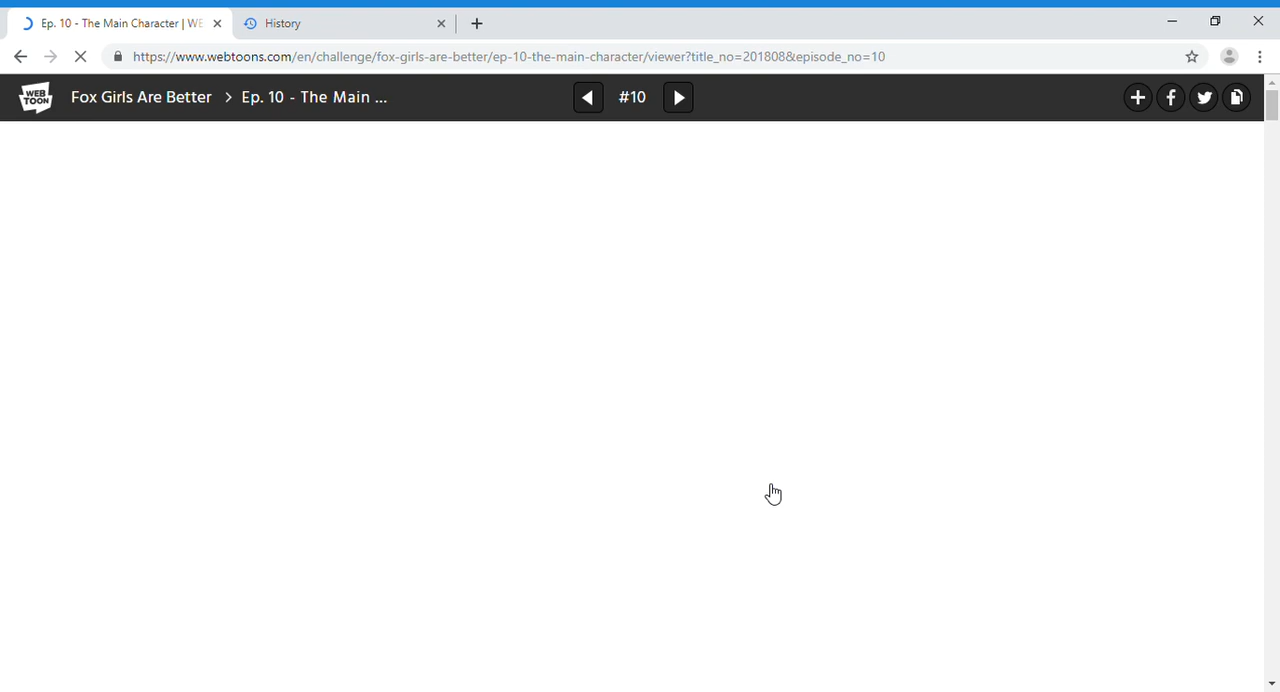 Ep. 10 - The Main Character | WE
History
https://www.webtoons.com/en/challenge/fox-girls-are-better/ep-10-the-main-character/viewer?title_no=201808&episode_no=10
WEB TOON
Fox Girls Are Better > Ep. 10 - The Main ...
#10